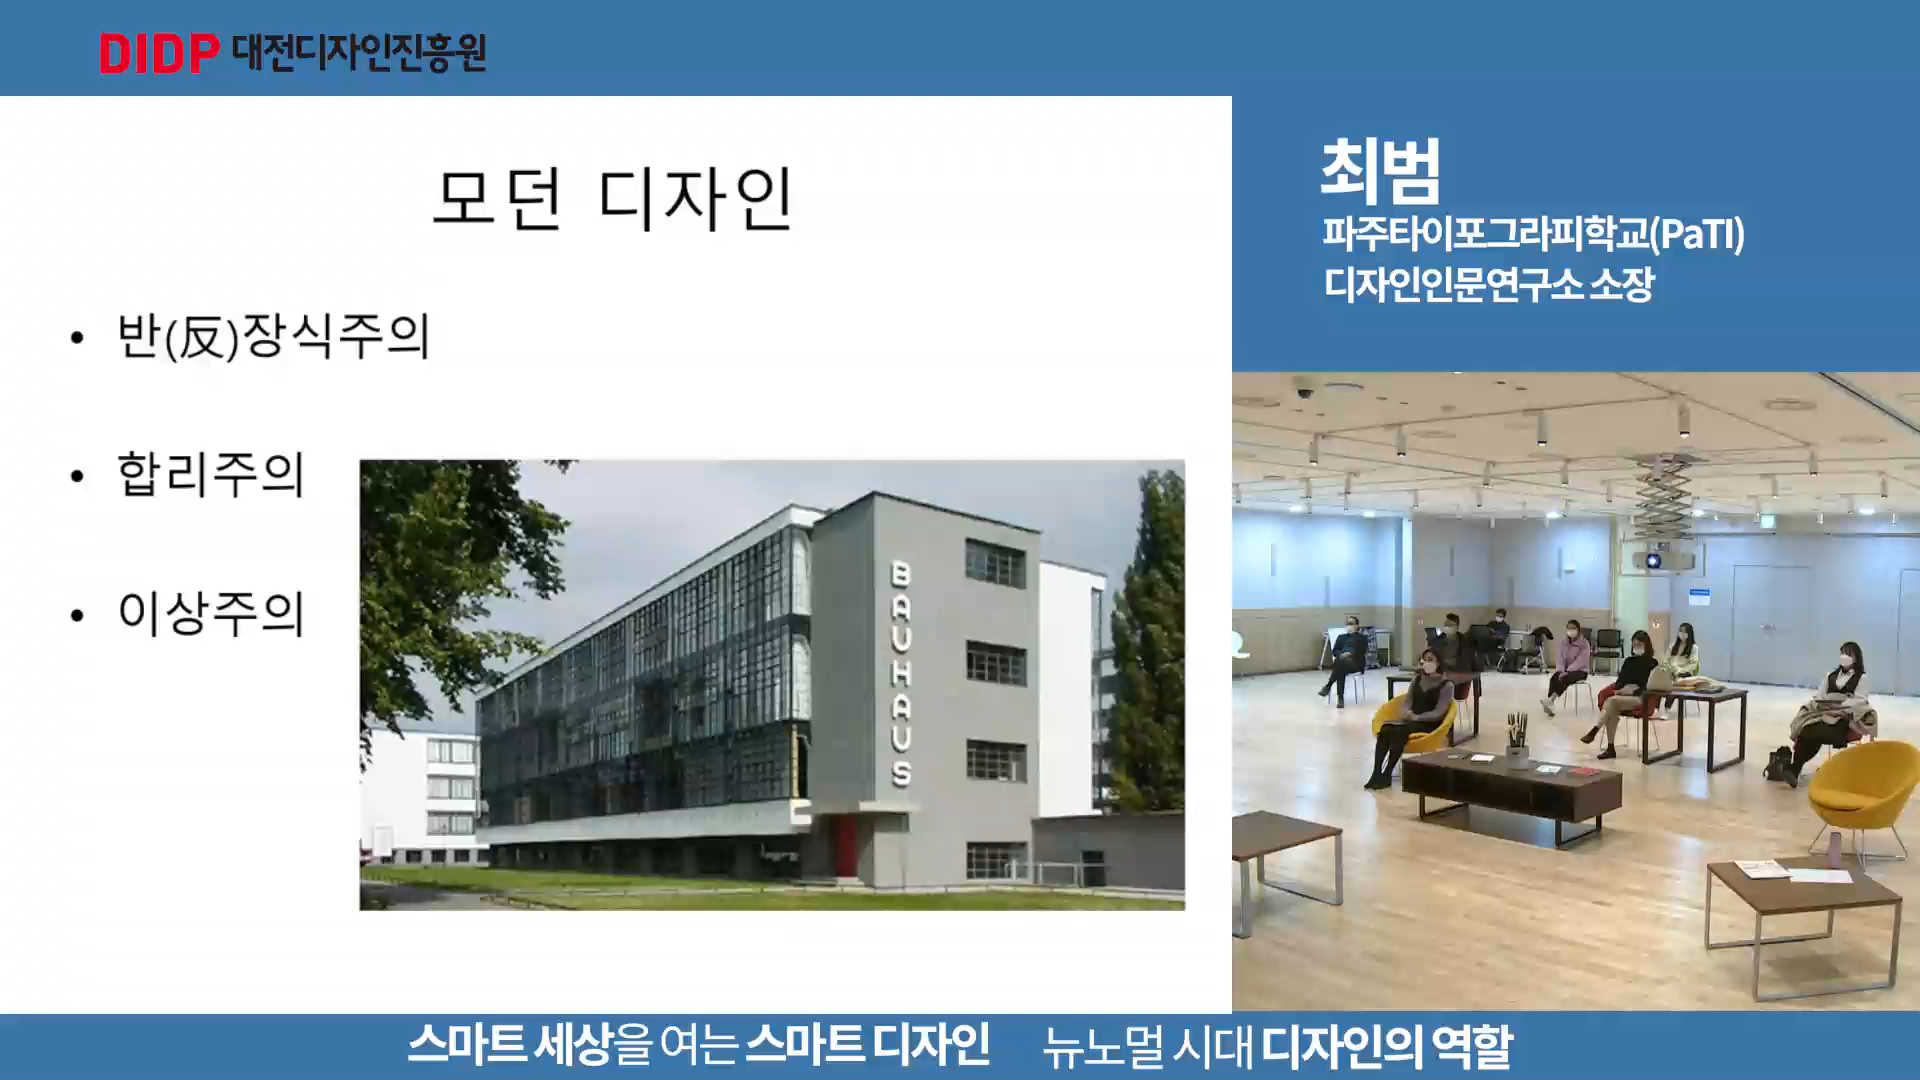 DIDP 대전디자인진흥원
모던 디자인
• 반(反)장식주의
• 합리주의
• 이상주의
BAUHAUS
최범
파주타이포그라피학교(PaTI)
디자인인문연구소 소장
스마트 세상을 여는 스마트 디자인 뉴노멀 시대 디자인의 역할